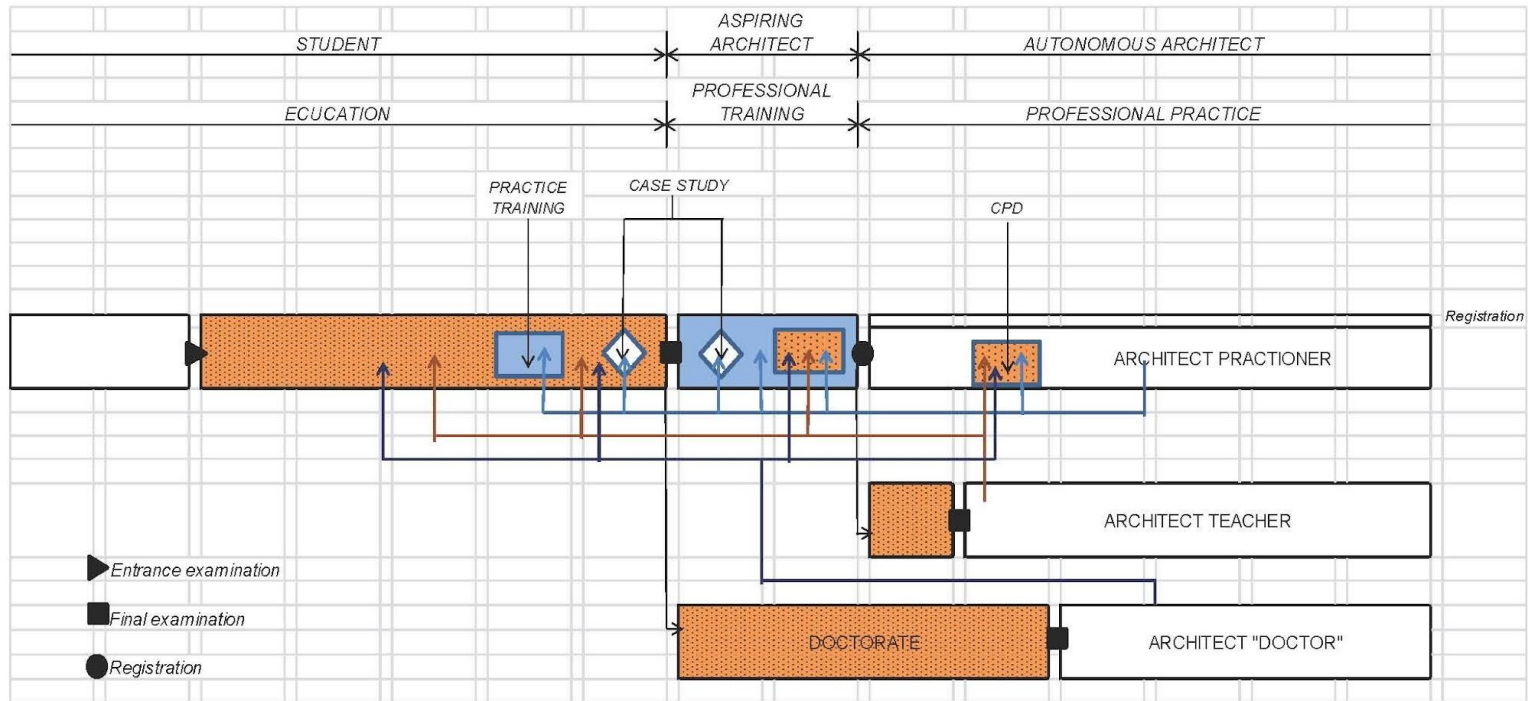 ASPIRING
STUDENT
ARCHITECT
AUTONOMOUS ARCHITECT
PROFESSIONAL
ECUCATION
TRAINING
PROFESSIONAL PRACTICE
PRACTICE
TRAINING
CASE STUDY
CPD
Registration
ARCHITECT PRACTIONER
ARCHITECT TEACHER
Entrance examination
Final examination
Registration
DOCTORATE
ARCHITECT "DOCTOR"